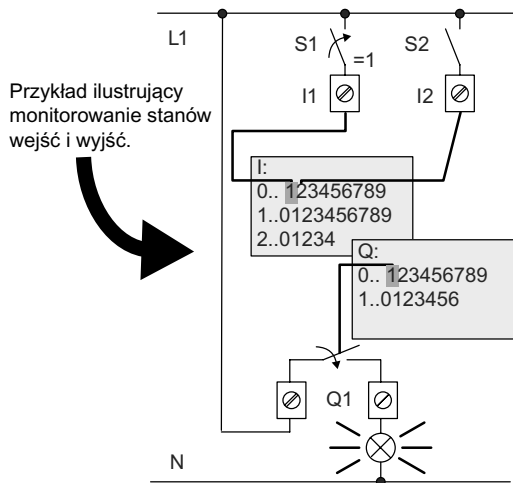 L1
S1
S2
=1
I1
I2
Przykład ilustrujący
monitorowanie stanów
wejść i wyjść.
I:
0.. 123456789
1..0123456789
2..01234
Q:
0.. 123456789
1..0123456
Q1
N